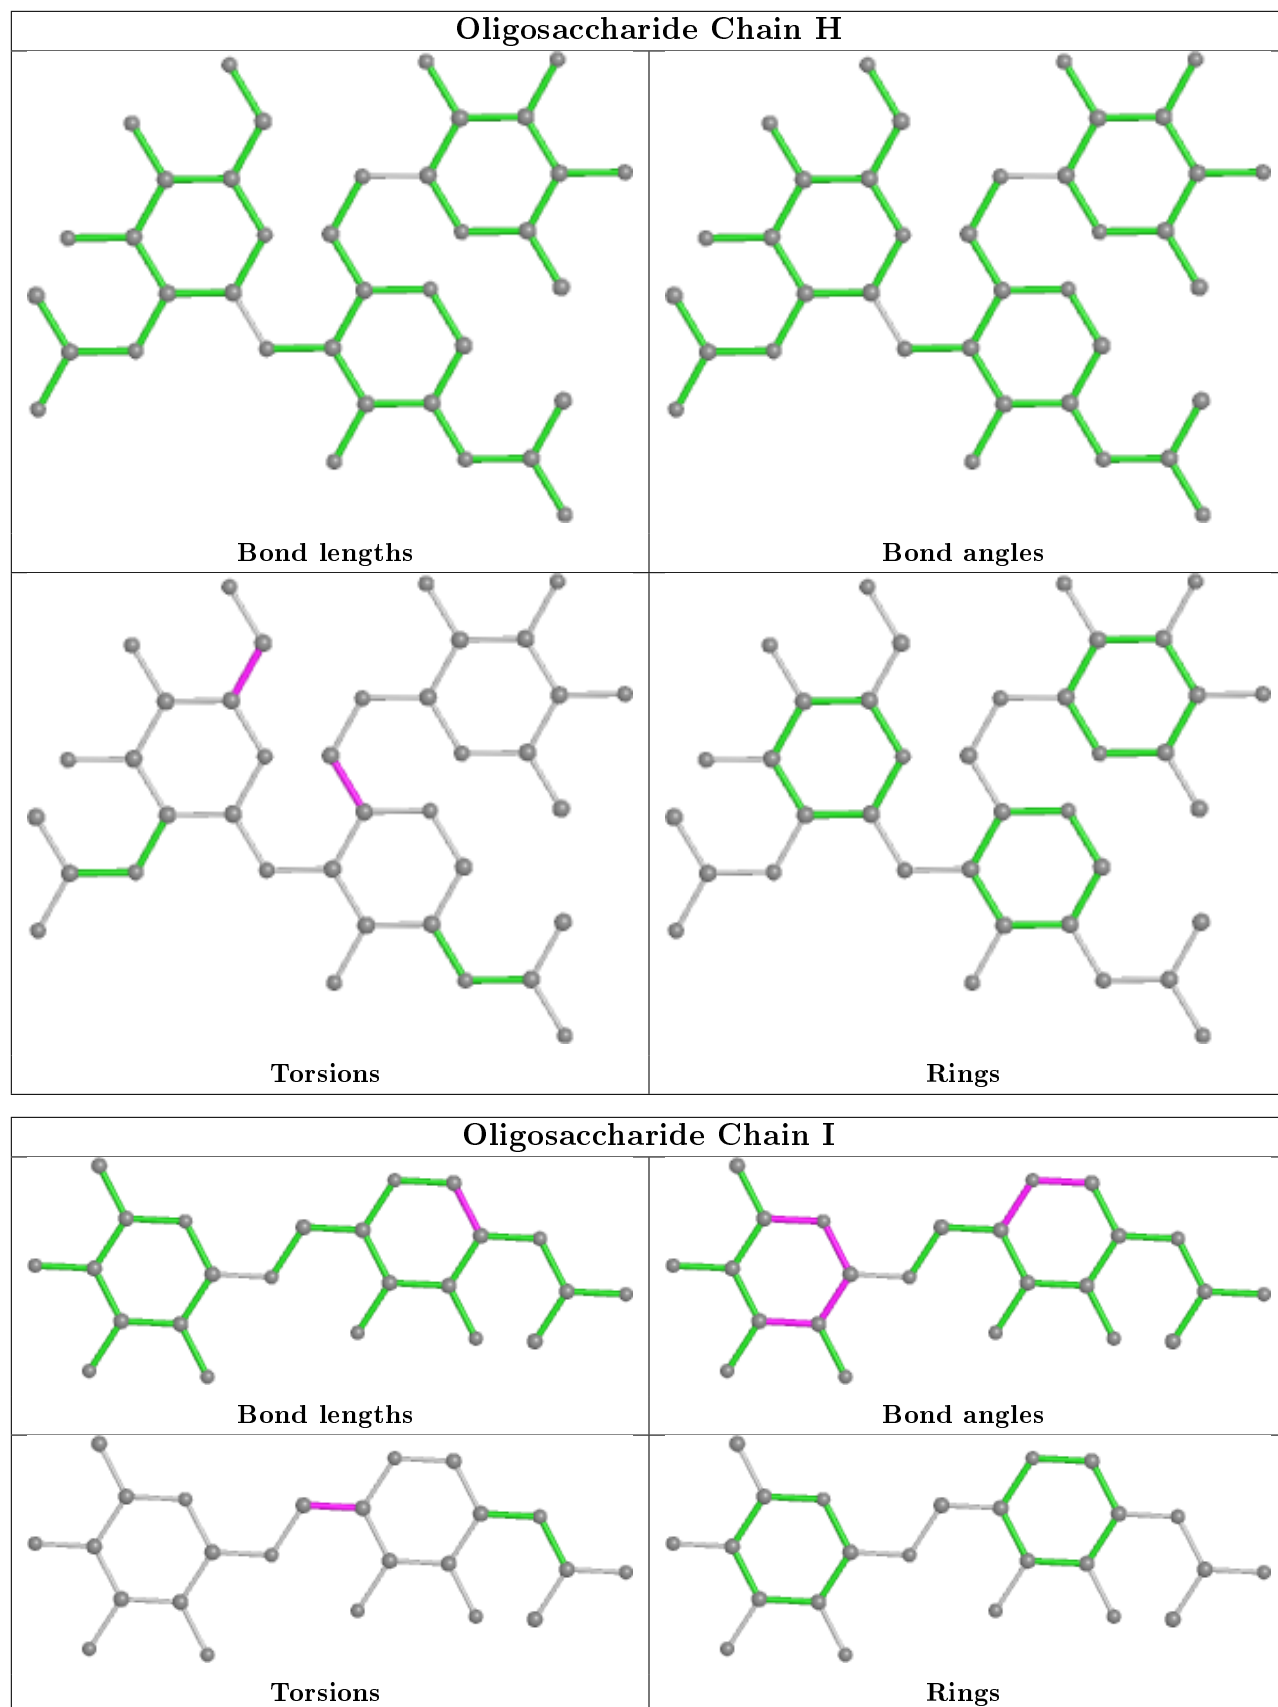 Oligosaccharide Chain H
Bond lengths
Bond angles
Torsions
Rings
Oligosaccharide Chain I
Bond lengths
Bond angles
Torsions
Rings